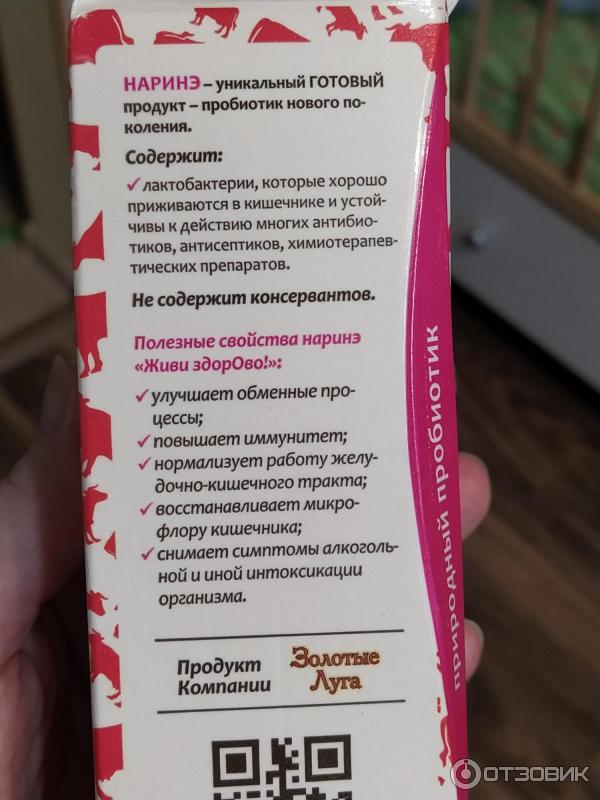 НАРИНЭ – уникальный ГОТОВЫЙ
продукт – пробиотик нового по-
коления.
Содержит:
✓ лактобактерии, которые хорошо
приживаются в кишечнике и устой-
чивы к действию многих антибио-
тиков, антисептиков, химиотерапев-
тических препаратов.
Не содержит консервантов.
Полезные свойства наринэ
«Живи здорОво!»:
✓ улучшает обменные про-
цессы;
✓ повышает иммунитет;
✓ нормализует работу желу-
дочно-кишечного тракта;
✓ восстанавливает микро-
флору кишечника;
✓ снимает симптомы алкоголь-
ной и иной интоксикации
организма.
Продукт
Компании
Золотые
Луга
природный пробиотик
ОТЗОВИК